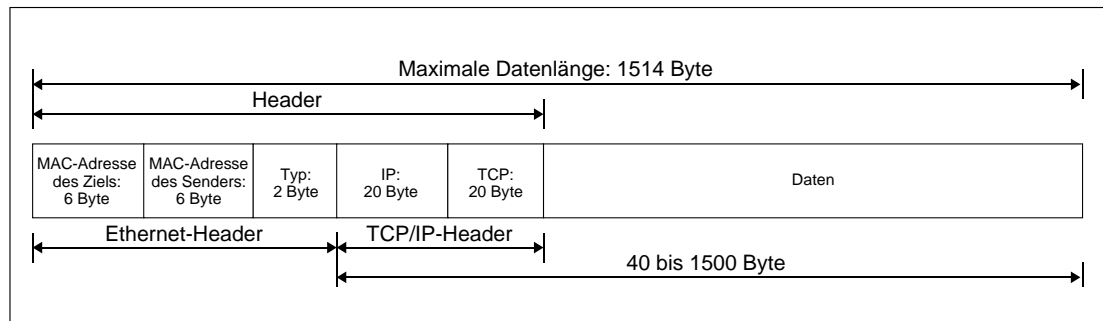 Maximale Datenlänge: 1514 Byte
Header
MAC-Adresse
des Ziels:
6 Byte
MAC-Adresse
des Senders:
6 Byte
Typ:
2 Byte
IP:
20 Byte
TCP:
20 Byte
Daten
Ethernet-Header
TCP/IP-Header
40 bis 1500 Byte